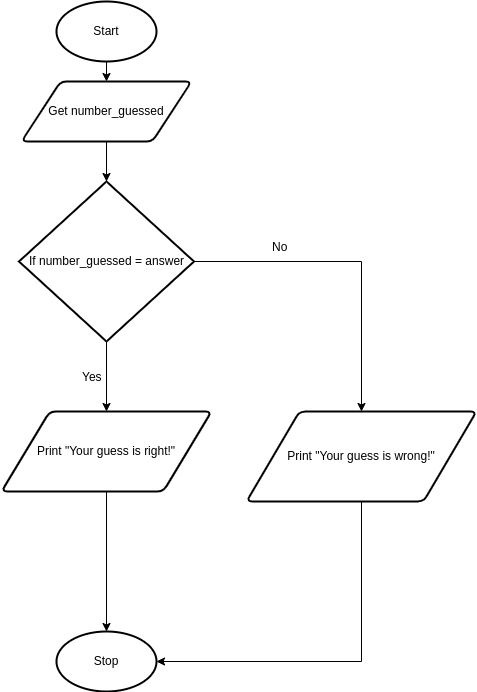 Start
Get number_guessed
If number_guessed = answer
No
Yes
Print "Your guess is right!"
Print "Your guess is wrong!"
Stop